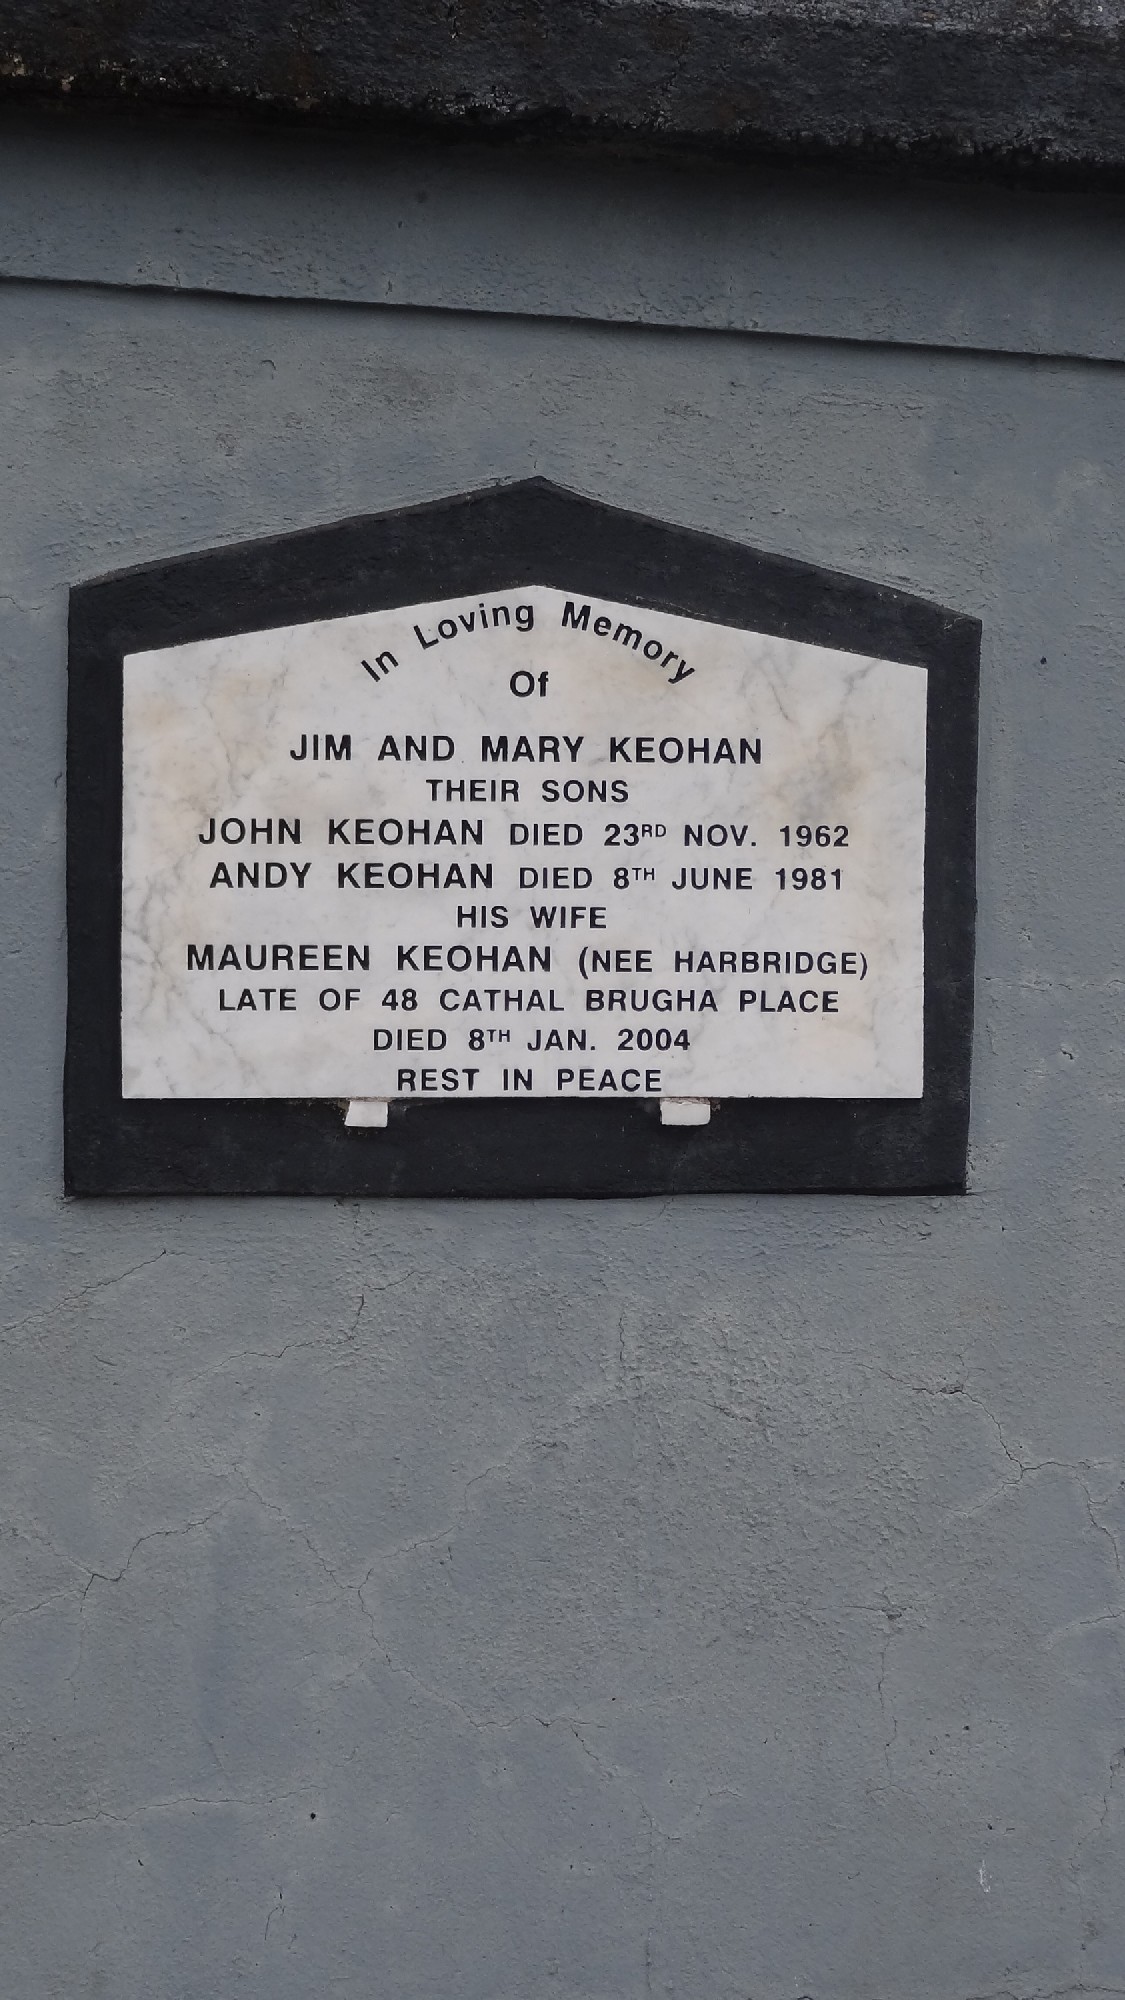 In Loving Memory
Of
JIM AND MARY KEOHAN
THEIR SONS
JOHN KEOHAN DIED 23RD NOV. 1962
ANDY KEOHAN DIED 8TH JUNE 1981
HIS WIFE
MAUREEN KEOHAN (NEE HARBRIDGE)
LATE OF 48 CATHAL BRUGHA PLACE
DIED 8TH JAN. 2004
REST IN PEACE